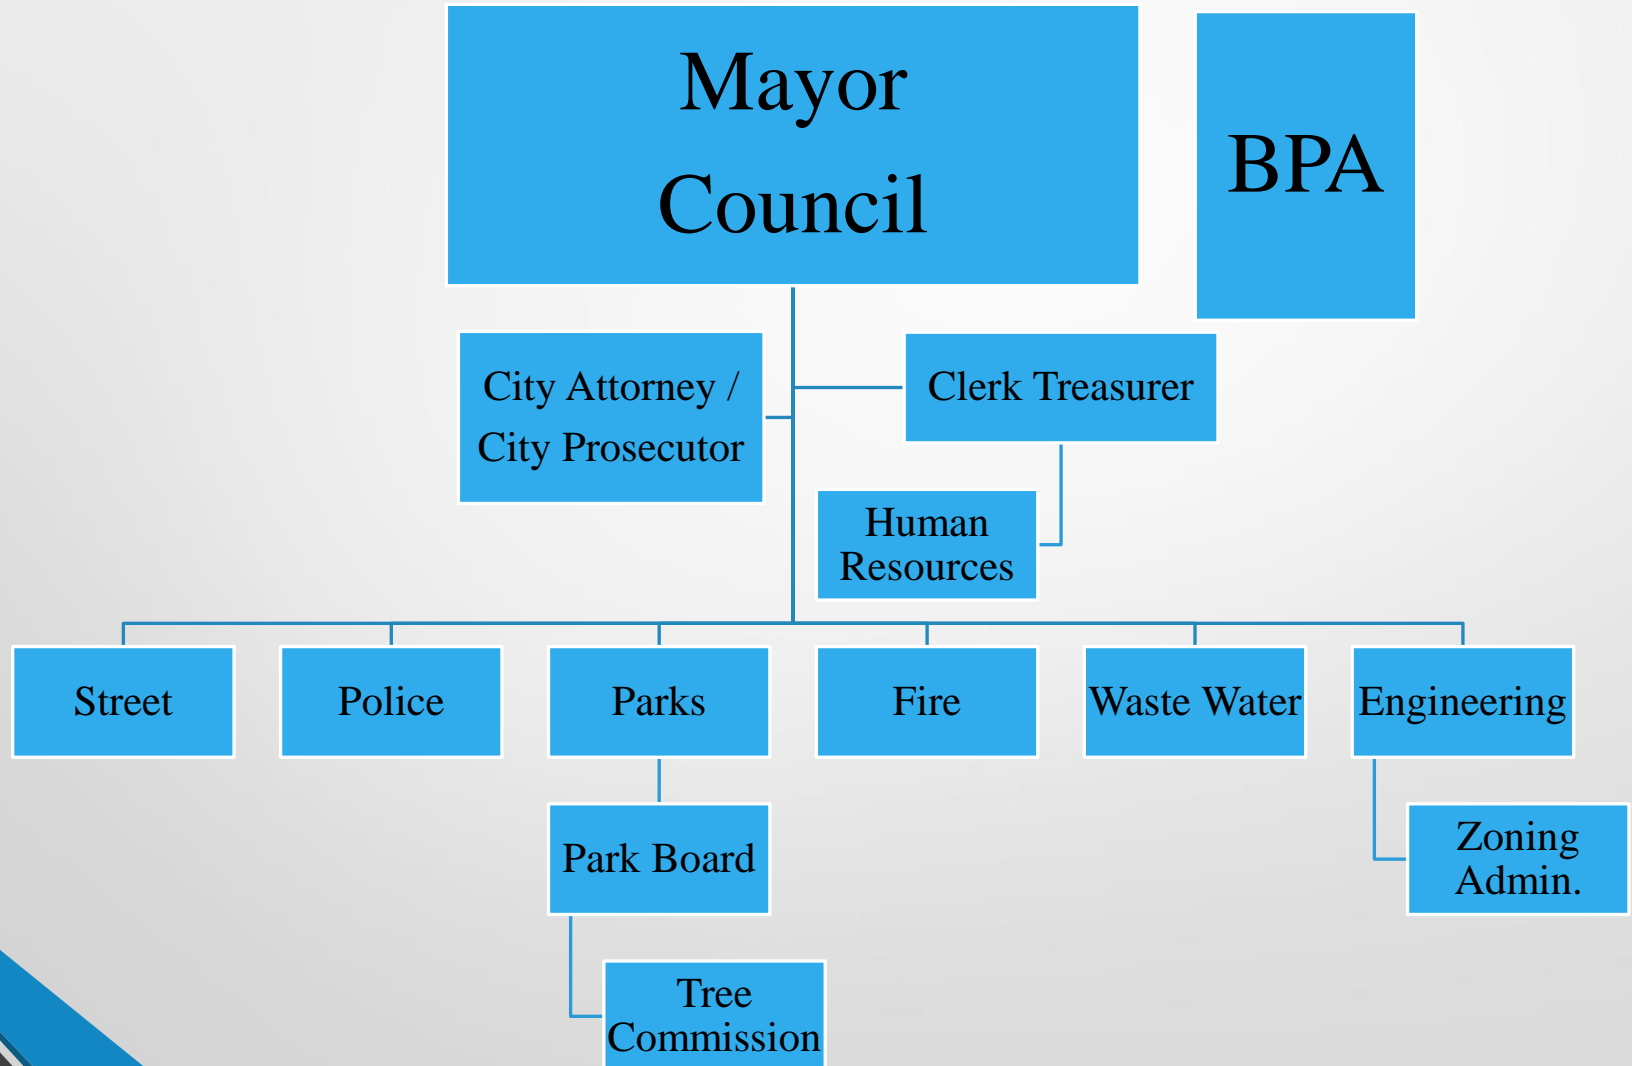 Mayor
Council
BPA
City Attorney /
City Prosecutor
Clerk Treasurer
Human
Resources
Street
Police
Parks
Fire
Waste Water
Engineering
Park Board
Zoning
Admin.
Tree
Commission